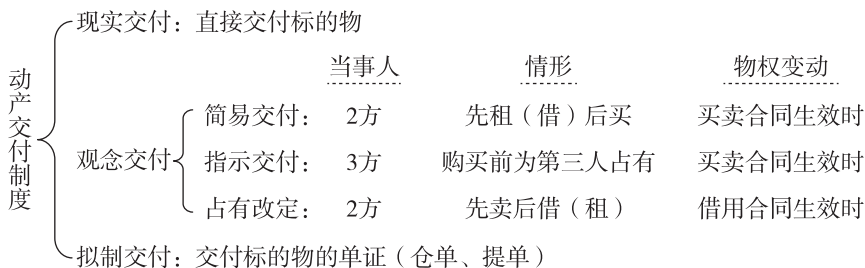 动产交付制度
现实交付：直接交付标的物
当事人 情形 物权变动
观念交付
简易交付： 2方 先租（借）后买 买卖合同生效时
指示交付： 3方 购买前为第三人占有 买卖合同生效时
占有改定： 2方 先卖后借（租） 借用合同生效时
拟制交付：交付标的物的单证（仓单、提单）